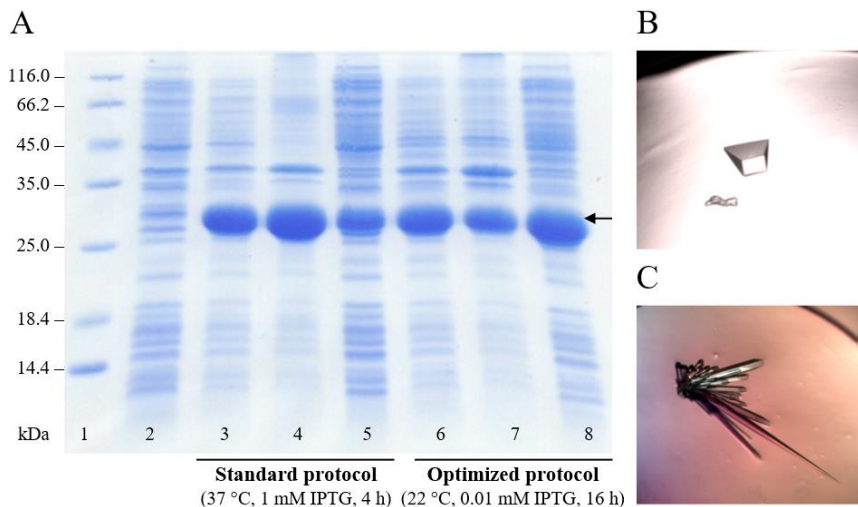 A
B
116.0
66.2
45.0
35.0
25.0
18.4
14.4
kDa 1 2 3 4 5 6 7 8
Standard protocol Optimized protocol
(37 °C, 1 mM IPTG, 4 h) (22 °C, 0.01 mM IPTG, 16 h)
C